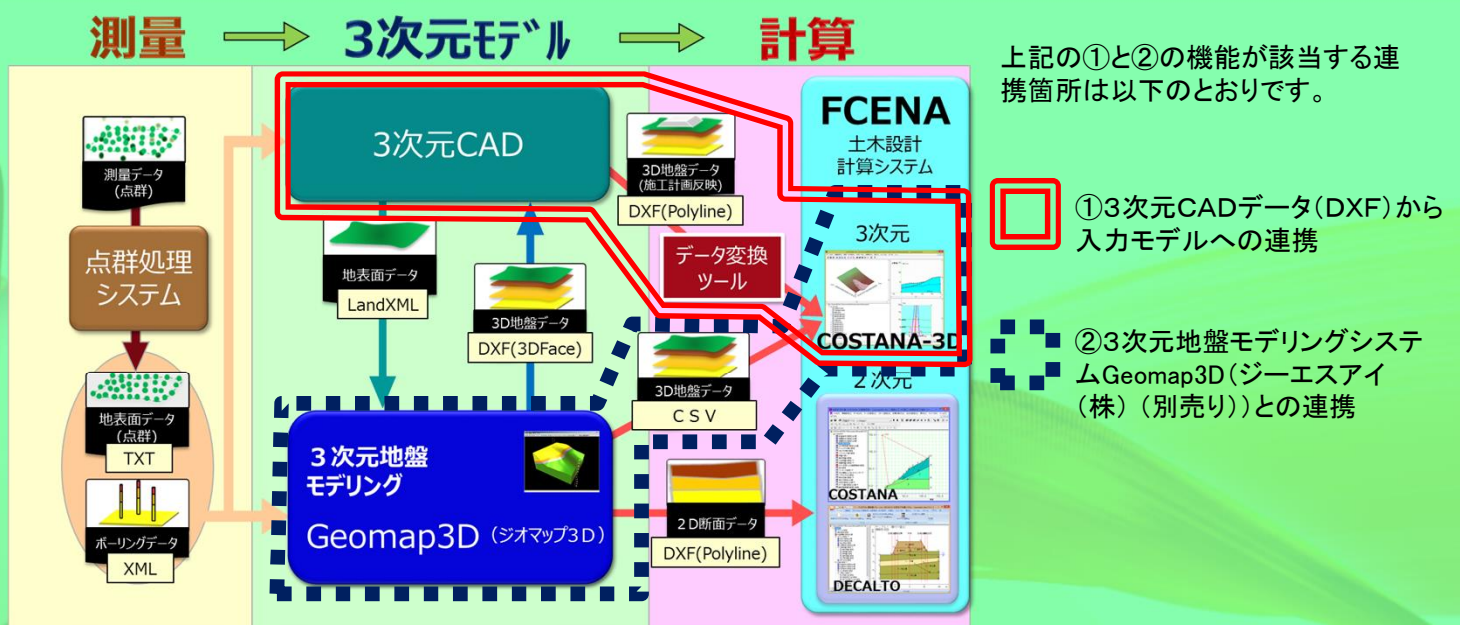 測量
3次元ﾓﾃﾞﾙ
計算
測量データ
(点群)
点群処理
システム
地表面データ
(点群)
TXT
ボーリングデータ
XML
3次元CAD
地表面データ
LandXML
3D地盤データ
DXF(3DFace)
3次元地盤
モデリング
Geomap3D (ジオマップ3D)
3D地盤データ
(施工計画反映)
DXF(Polyline)
データ変換
ツール
3D地盤データ
CSV
2D断面データ
DXF(Polyline)
FCENA
土木設計
計算システム
3次元
COSTANA-3D
2次元
COSTANA
DECALTO
上記の①と②の機能が該当する連
携箇所は以下のとおりです。
①3次元CADデータ(DXF)から
入力モデルへの連携
②3次元地盤モデリングシステ
ムGeomap3D(ジーエスアイ
(株) (別売り))との連携